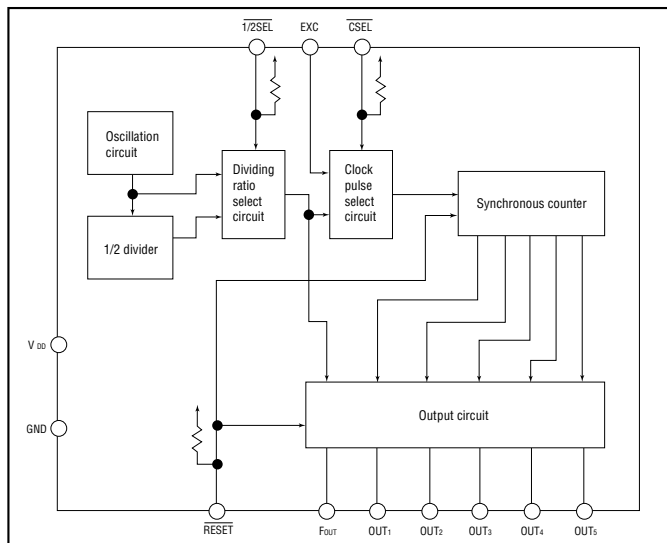 1/2SEL EXC CSEL
Oscillation
circuit
Dividing
ratio
select
circuit
Clock
pulse
select
circuit
Synchronous counter
1/2 divider
VDD
GND
Output circuit
RESET FOUT OUT1 OUT2 OUT3 OUT4 OUT5